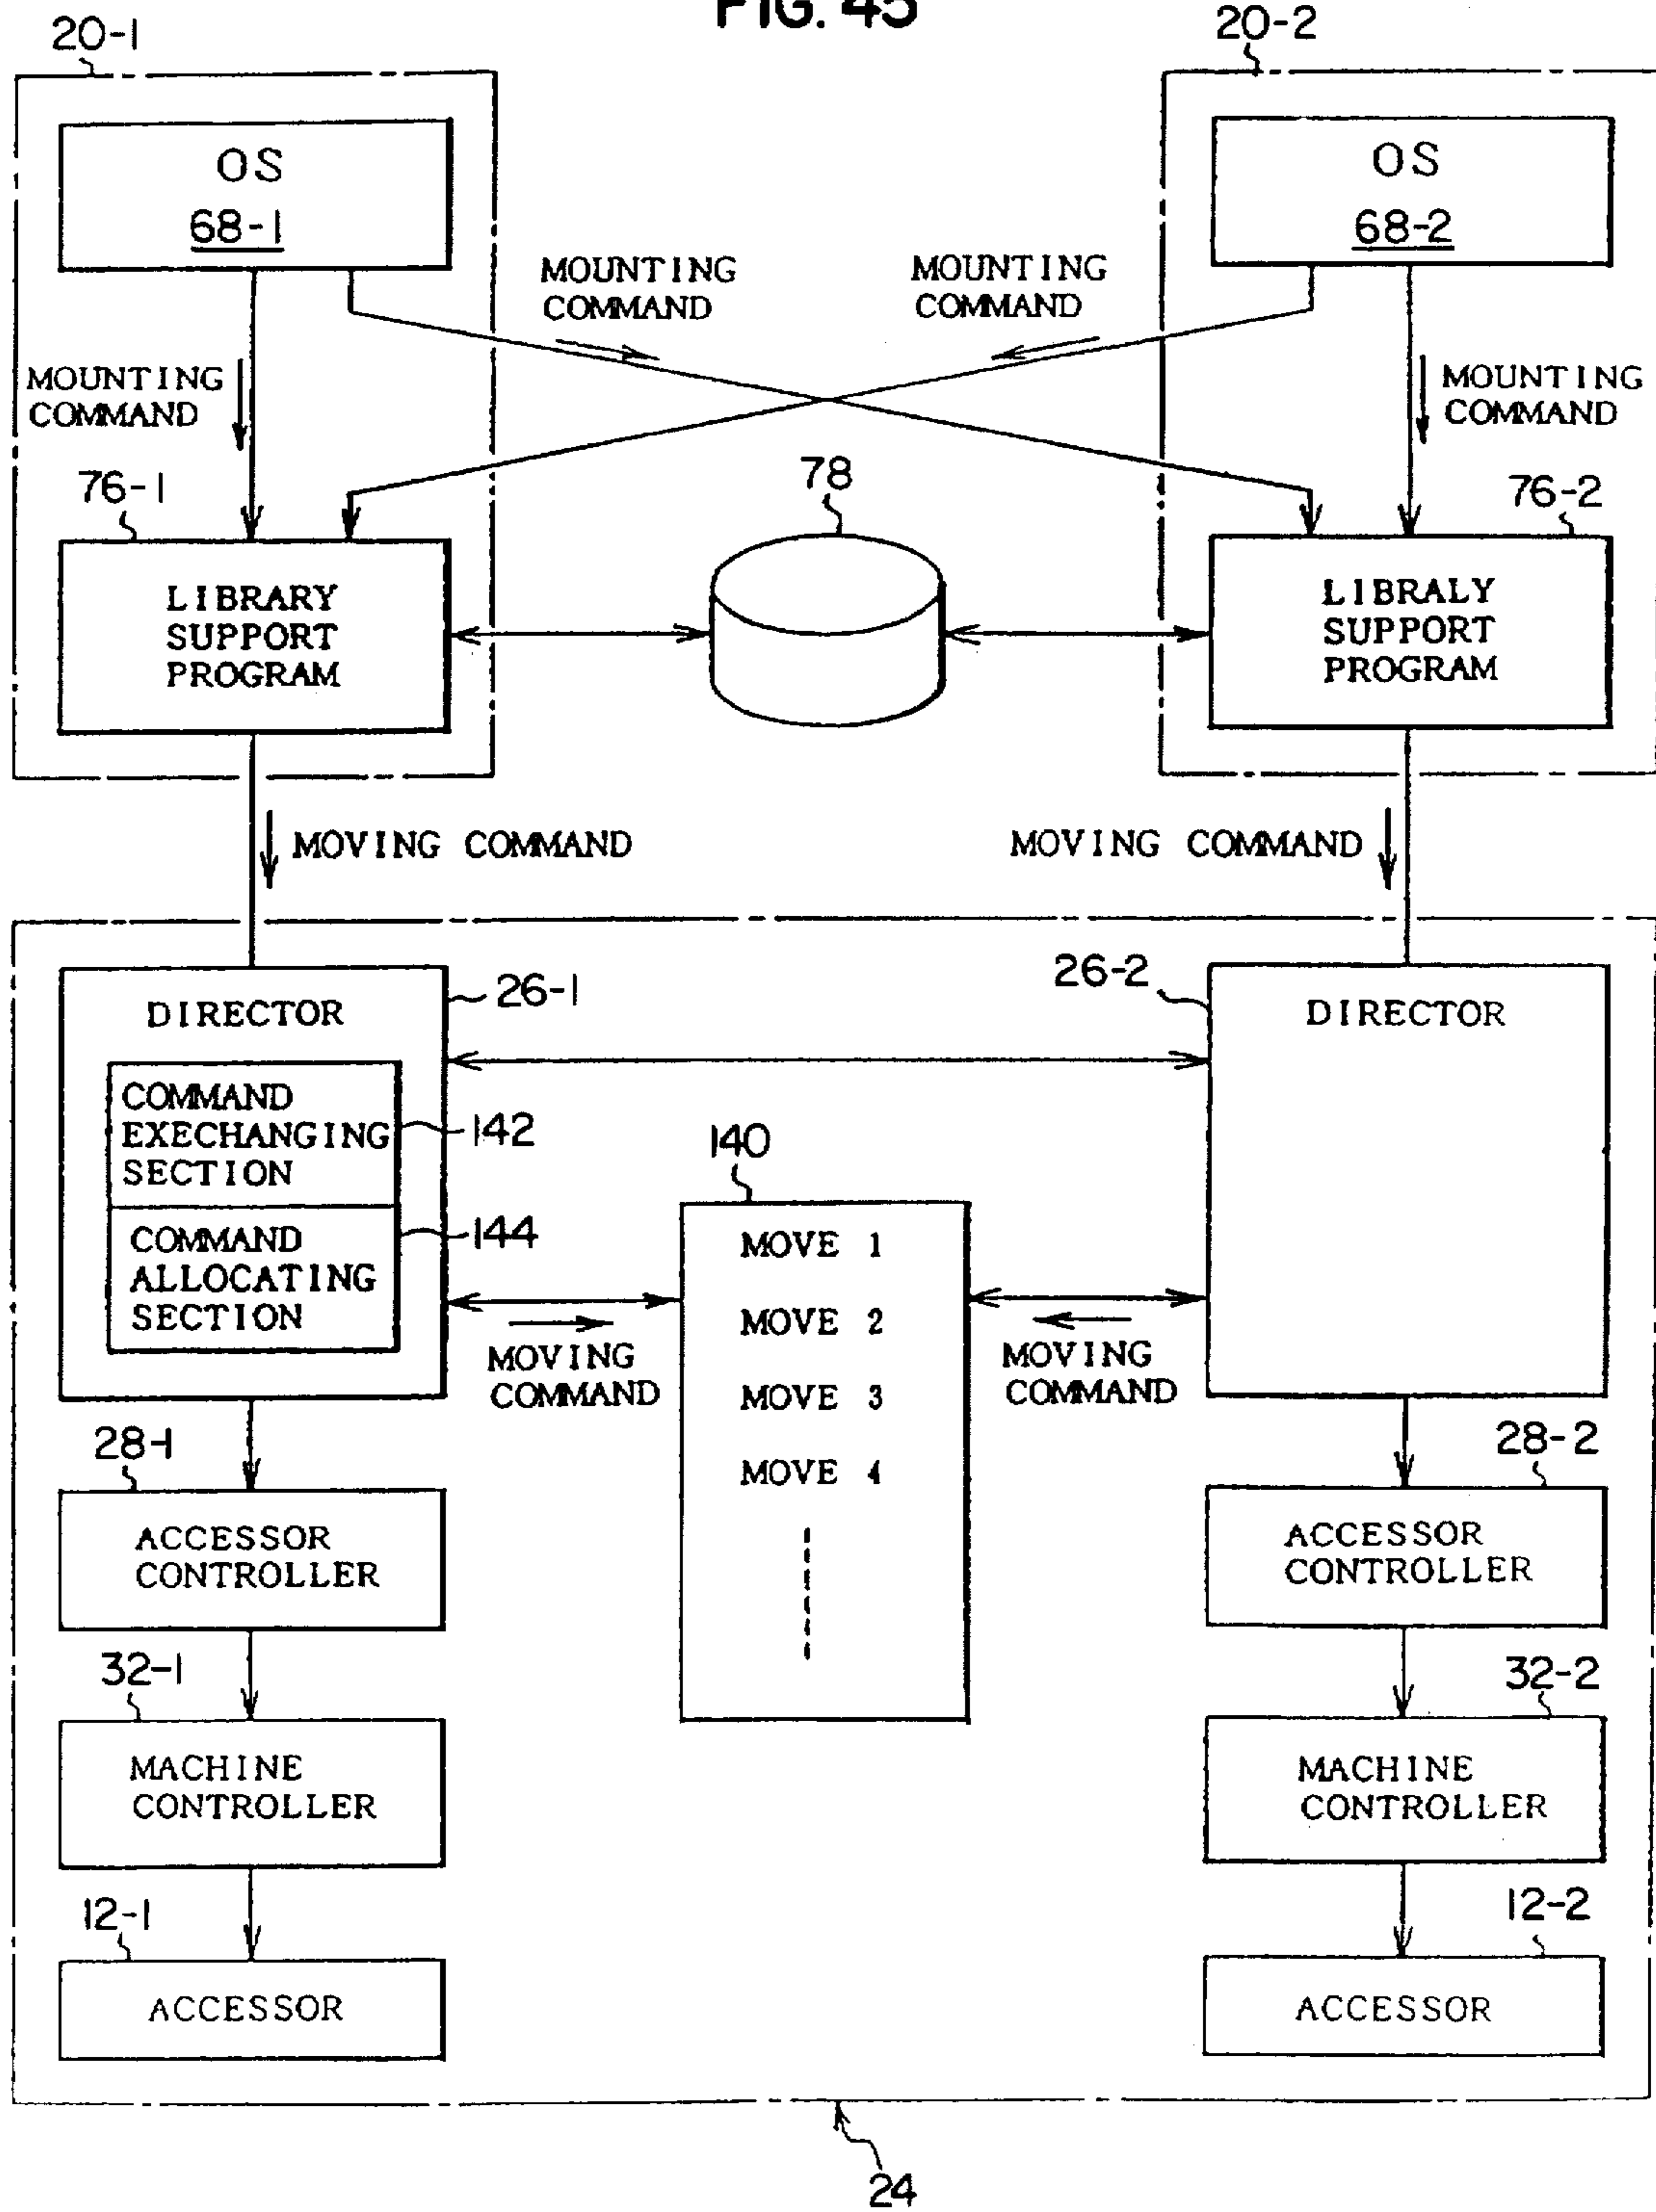 FIG. 45
20-1
20-2
OS
68-1
OS
68-2
MOUNTING
COMMAND
MOUNTING
COMMAND
MOUNTING
COMMAND
MOUNTING
COMMAND
76-1
78
76-2
LIBRARY
SUPPORT
PROGRAM
LIBRALY
SUPPORT
PROGRAM
MOVING COMMAND
MOVING COMMAND
DIRECTOR
26-1
26-2
DIRECTOR
COMMAND
EXECHANGING
SECTION
142
COMMAND
ALLOCATING
SECTION
144
140
MOVE 1
MOVE 2
MOVE 3
MOVE 4
MOVING
COMMAND
MOVING
COMMAND
28-1
28-2
ACCESSOR
CONTROLLER
ACCESSOR
CONTROLLER
32-1
32-2
MACHINE
CONTROLLER
MACHINE
CONTROLLER
12-1
12-2
ACCESSOR
ACCESSOR
24